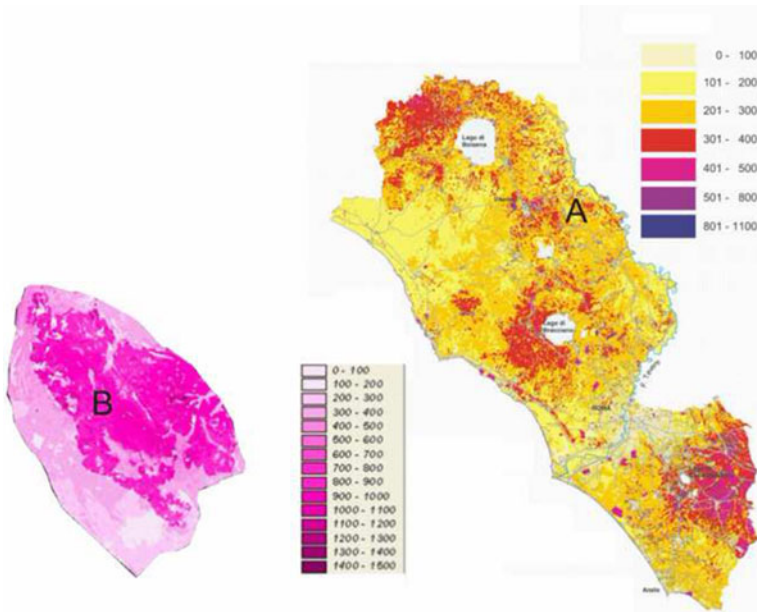 0 - 100
101 - 200
201 - 300
301 - 400
401 - 500
501 - 800
801 - 1100
Lago di
Bolsena
A
Lago di
Bracciano
ROMA
Anzio
B
0 - 100
100 - 200
200 - 300
300 - 400
400 - 500
500 - 600
600 - 700
700 - 800
800 - 900
900 - 1000
1000 - 1100
1100 - 1200
1200 - 1300
1300 - 1400
1400 - 1500